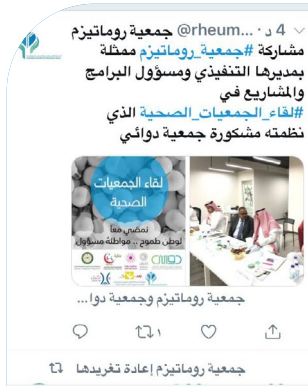 جمعية روماتيزم @rheum... · 4 د
مشاركة #جمعية_روماتيزم ممثلة
بمديرها التنفيذي ومسؤول البرامج
والمشاريع في
#لقاء_الجمعيات_الصحية الذي
نظمته مشكورة جمعية دوائي
لقاء الجمعيات
الصحية
نمضي معاً
لوطن طموح .. مواطنة مسؤول
جمعية روماتيزم وجمعية دوا...
١
جمعية روماتيزم إعادة تغريدها